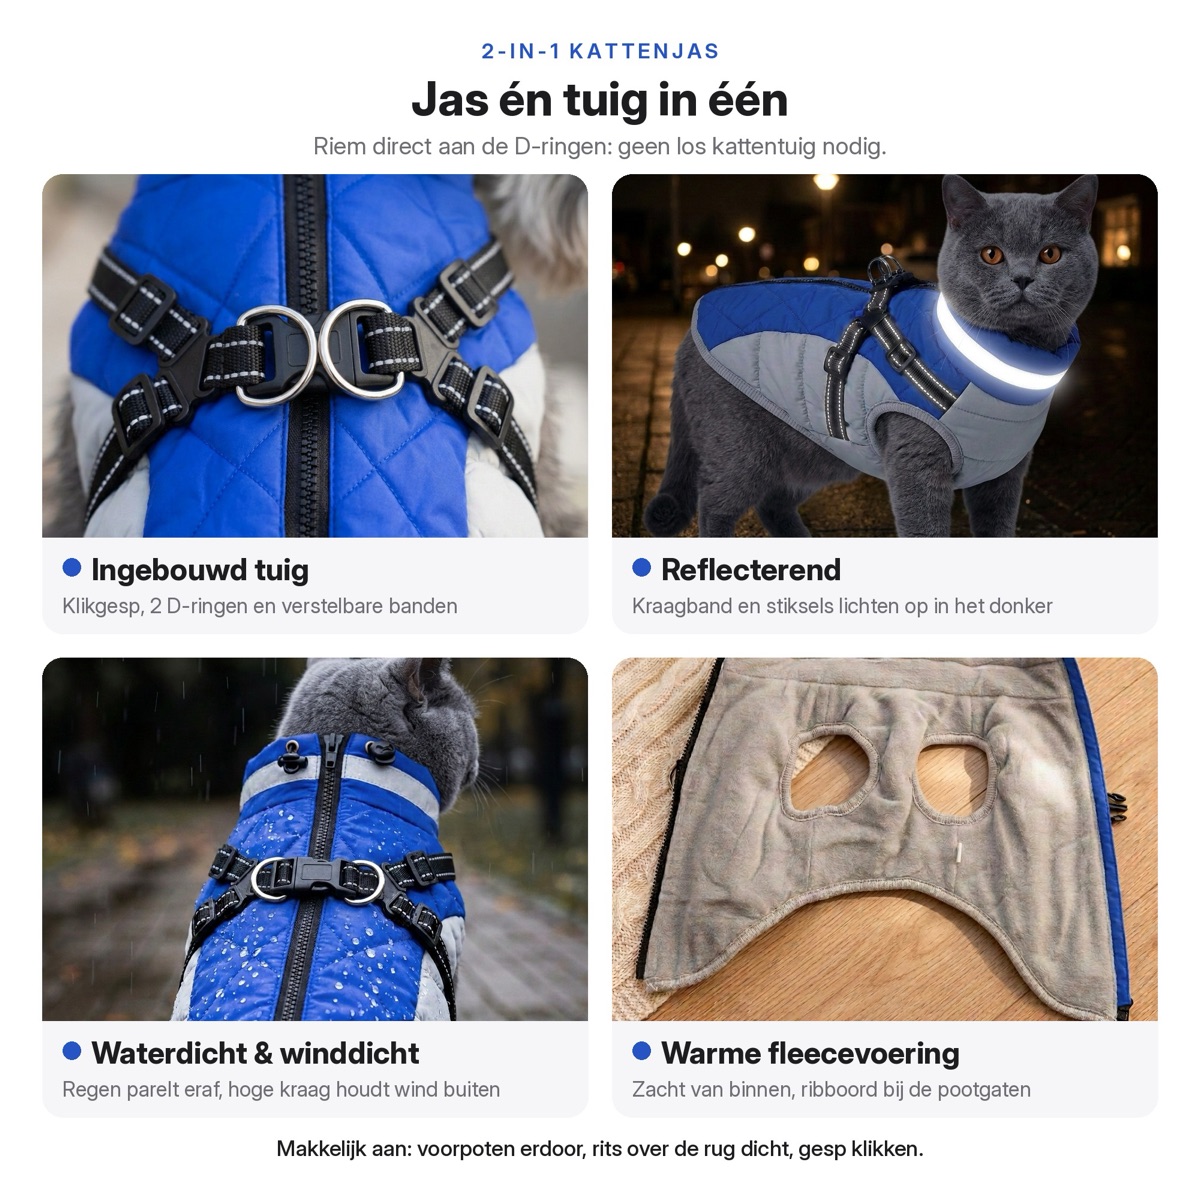 2-IN-1 KATTENJAS
Jas én tuig in één
Riem direct aan de D-ringen: geen los kattentuig nodig.
Ingebouwd tuig
Klikgesp, 2 D-ringen en verstelbare banden
Reflecterend
Kraagband en stiksels lichten op in het donker
Waterdicht & winddicht
Regen parelt eraf, hoge kraag houdt wind buiten
Warme fleecevoering
Zacht van binnen, ribboord bij de pootgaten
Makkelijk aan: voorpoten erdoor, rits over de rug dicht, gesp klikken.